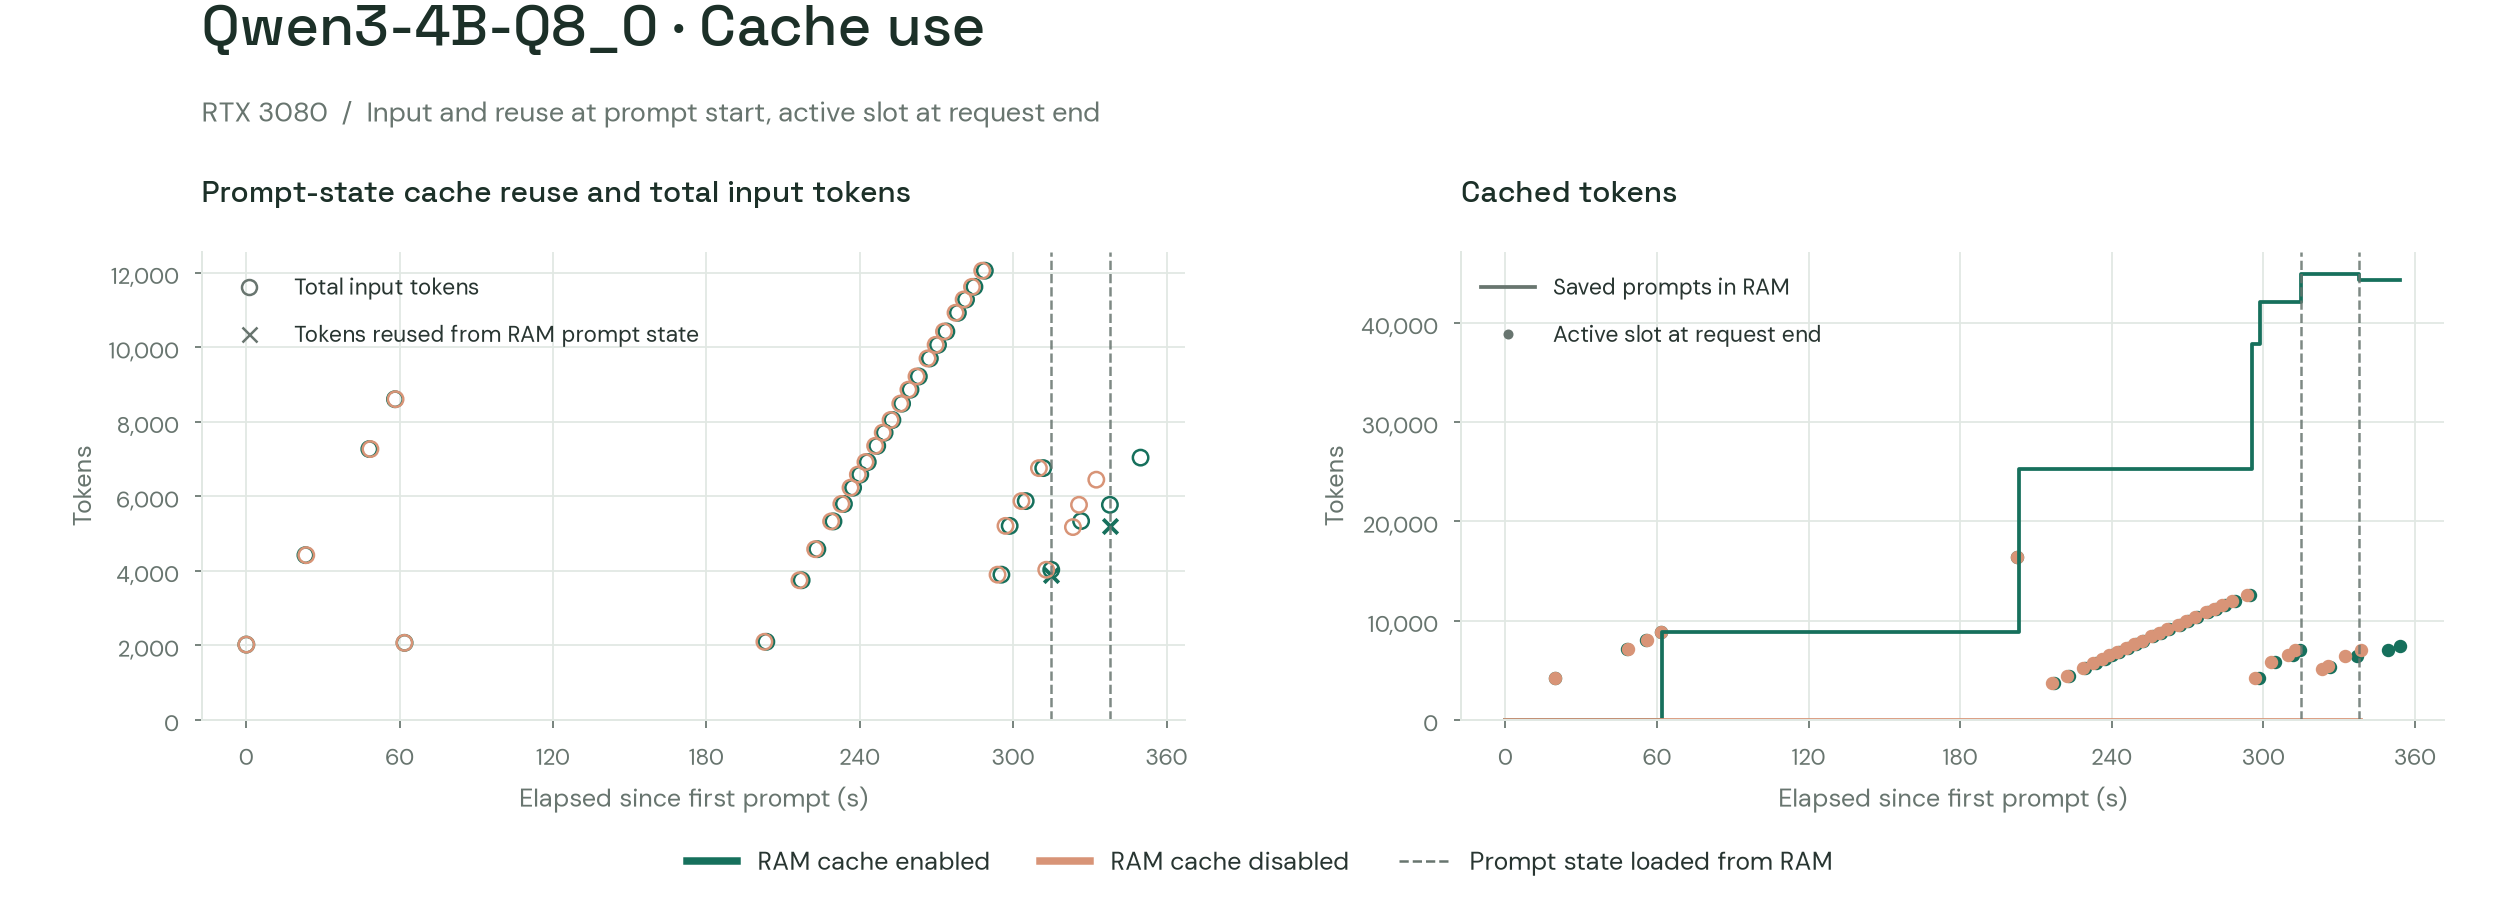 Qwen3-4B-Q8_0 · Cache use
RTX 3080 / Input and reuse at prompt start, active slot at request end
Prompt-state cache reuse and total input tokens
Total input tokens
Tokens reused from RAM prompt state
Tokens
12,000
10,000
8,000
6,000
4,000
2,000
0
0 60 120 180 240 300 360
Elapsed since first prompt (s)
Cached tokens
Saved prompts in RAM
Active slot at request end
Tokens
40,000
30,000
20,000
10,000
0
0 60 120 180 240 300 360
Elapsed since first prompt (s)
RAM cache enabled RAM cache disabled Prompt state loaded from RAM